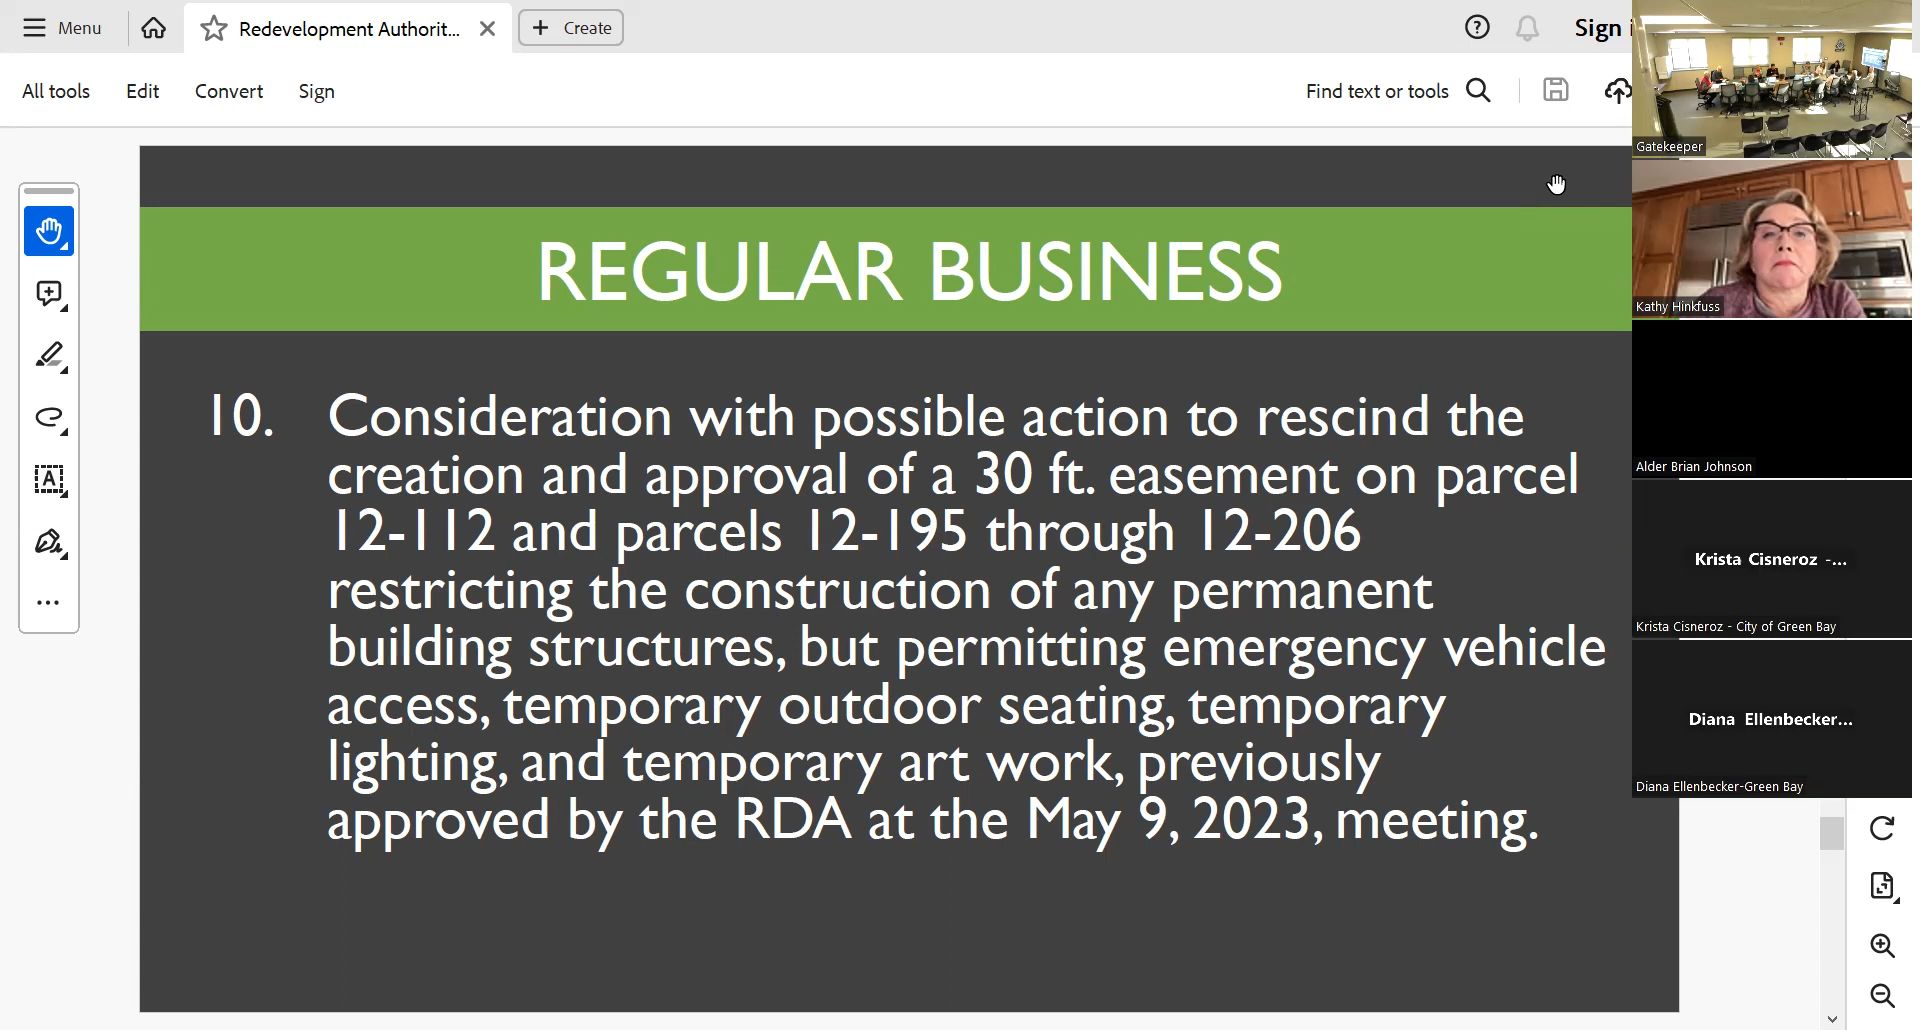 Menu
Redevelopment Authorit...
Create
Sign i
All tools
Edit
Convert
Sign
Find text or tools
REGULAR BUSINESS
10. Consideration with possible action to rescind the
creation and approval of a 30 ft. easement on parcel
12-112 and parcels 12-195 through 12-206
restricting the construction of any permanent
building structures, but permitting emergency vehicle
access, temporary outdoor seating, temporary
lighting, and temporary art work, previously
approved by the RDA at the May 9, 2023, meeting.
Gatekeeper
Kathy Hinkfuss
Alder Brian Johnson
Krista Cisneroz -...
Krista Cisneroz - City of Green Bay
Diana Ellenbecker...
Diana Ellenbecker-Green Bay